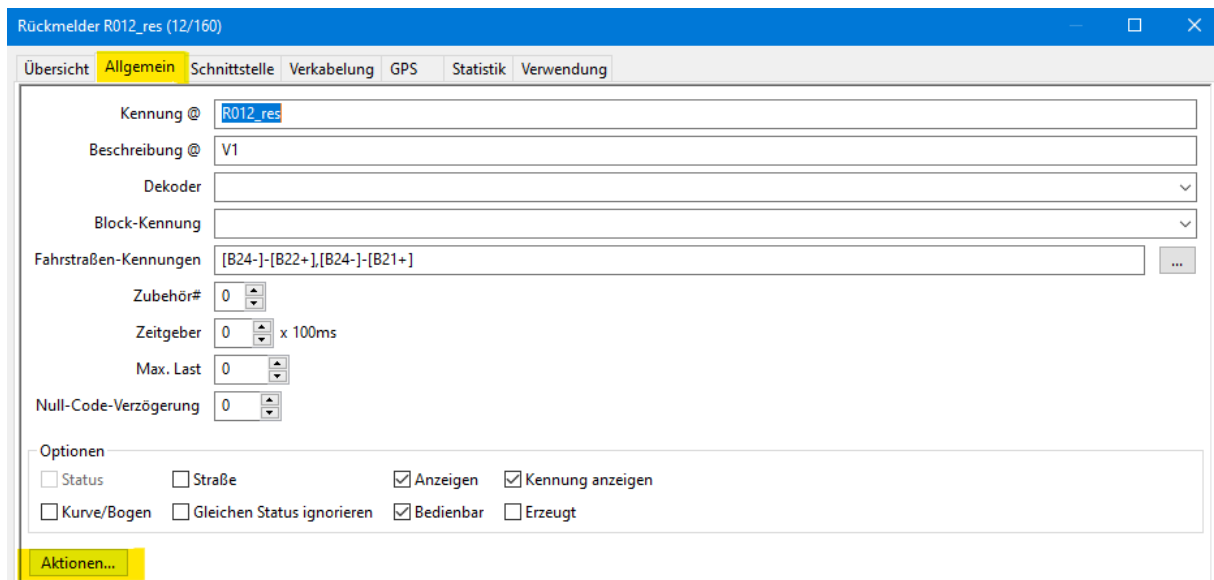 Rückmelder R012_res (12/160)
Übersicht Allgemein Schnittstelle Verkabelung GPS Statistik Verwendung
Kennung @ R012_res
Beschreibung @ V1
Dekoder
Block-Kennung
Fahrstraßen-Kennungen [B24-]-[B22+],[B24-]-[B21+] ...
Zubehör# 0
Zeitgeber 0 x 100ms
Max. Last 0
Null-Code-Verzögerung 0
Optionen
Status Straße Anzeigen Kennung anzeigen
Kurve/Bogen Gleichen Status ignorieren Bedienbar Erzeugt
Aktionen...